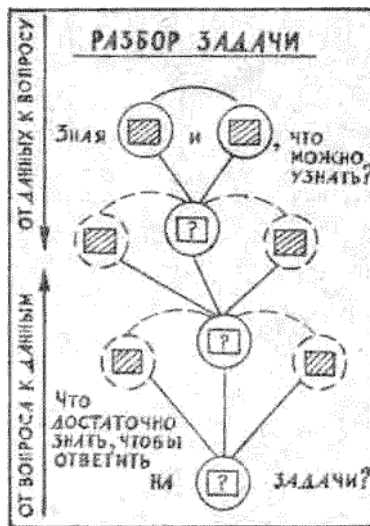 РАЗБОР ЗАДАЧИ
ОТ ДАННЫХ К ВОПРОСУ
ЗНАЯ И , ЧТО
МОЖНО
УЗНАТЬ?
?
?
ОТ ВОПРОСА К ДАННЫМ
ЧТО
ДОСТАТОЧНО
ЗНАТЬ, ЧТОБЫ
ОТВЕТИТЬ
НА ? ЗАДАЧИ?